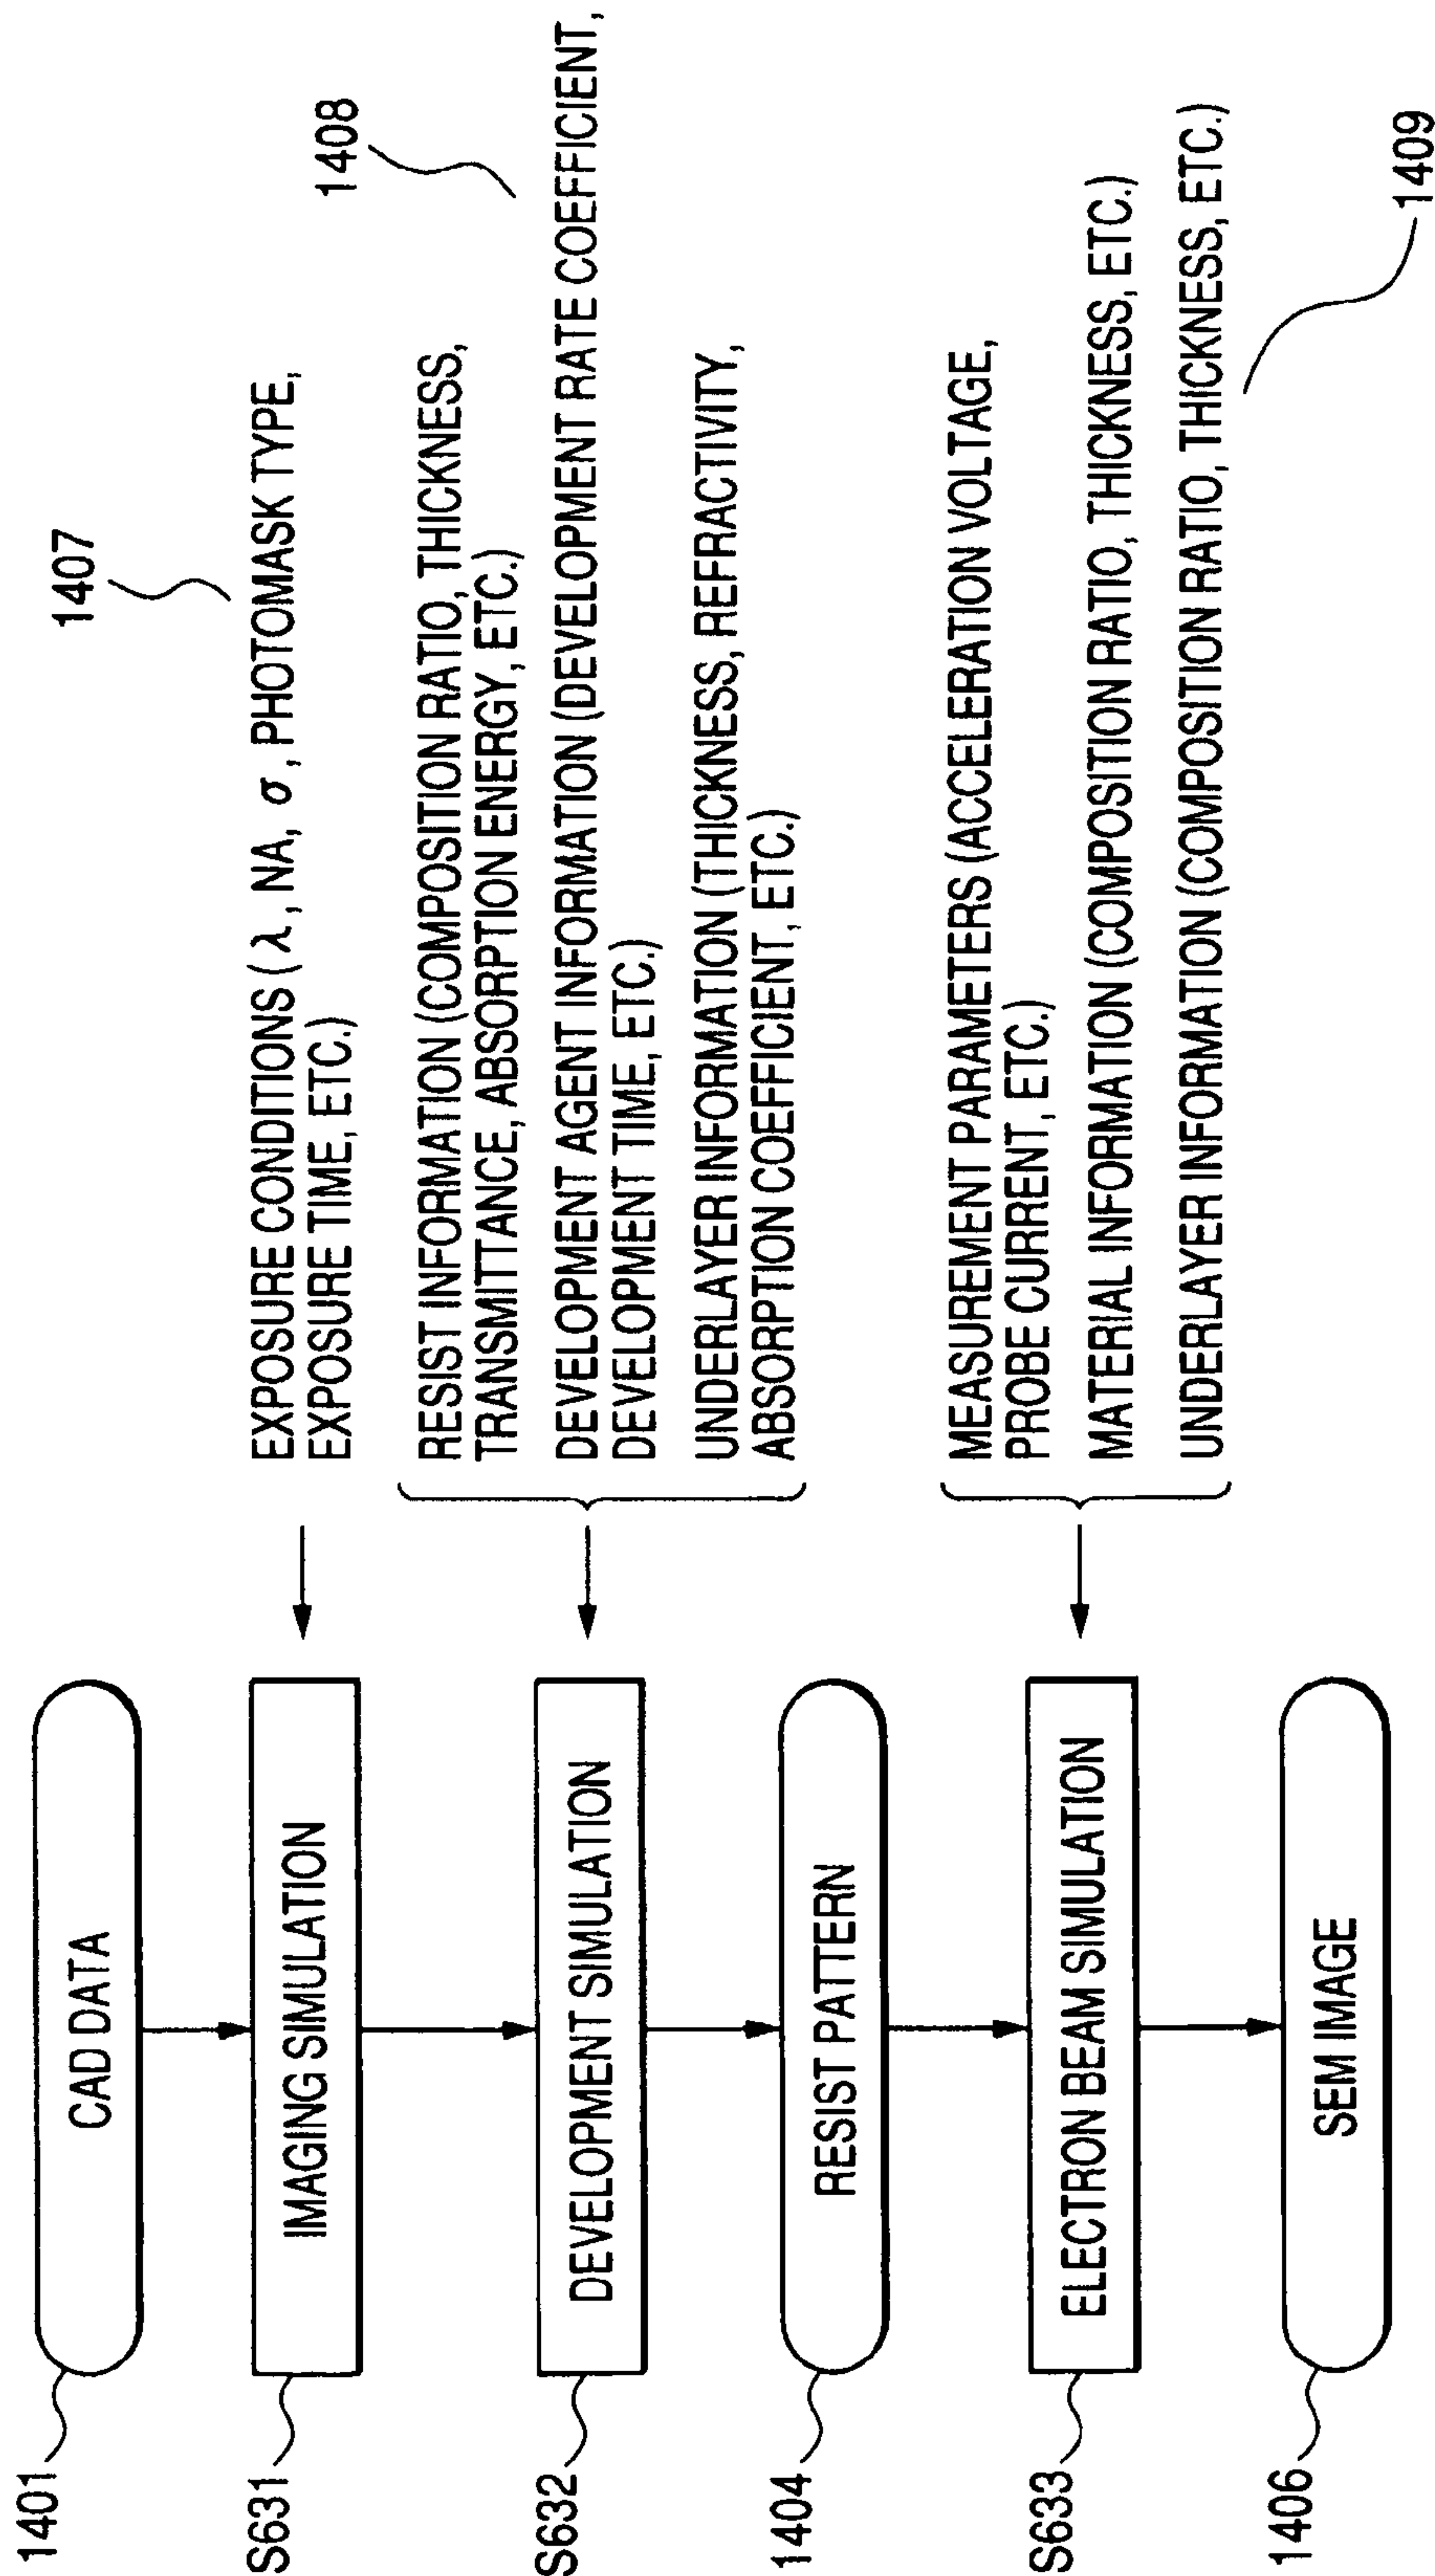 1401
CAD DATA
S631
IMAGING SIMULATION
1407
EXPOSURE CONDITIONS ( λ, NA, σ, PHOTOMASK TYPE,
EXPOSURE TIME, ETC.)
S632
DEVELOPMENT SIMULATION
1408
RESIST INFORMATION (COMPOSITION RATIO, THICKNESS,
TRANSMITTANCE, ABSORPTION ENERGY, ETC.)
DEVELOPMENT AGENT INFORMATION (DEVELOPMENT RATE COEFFICIENT,
DEVELOPMENT TIME, ETC.)
UNDERLAYER INFORMATION (THICKNESS, REFRACTIVITY,
ABSORPTION COEFFICIENT, ETC.)
1404
RESIST PATTERN
S633
ELECTRON BEAM SIMULATION
MEASUREMENT PARAMETERS (ACCELERATION VOLTAGE,
PROBE CURRENT, ETC.)
MATERIAL INFORMATION (COMPOSITION RATIO, THICKNESS, ETC.)
UNDERLAYER INFORMATION (COMPOSITION RATIO, THICKNESS, ETC.)
1409
1406
SEM IMAGE